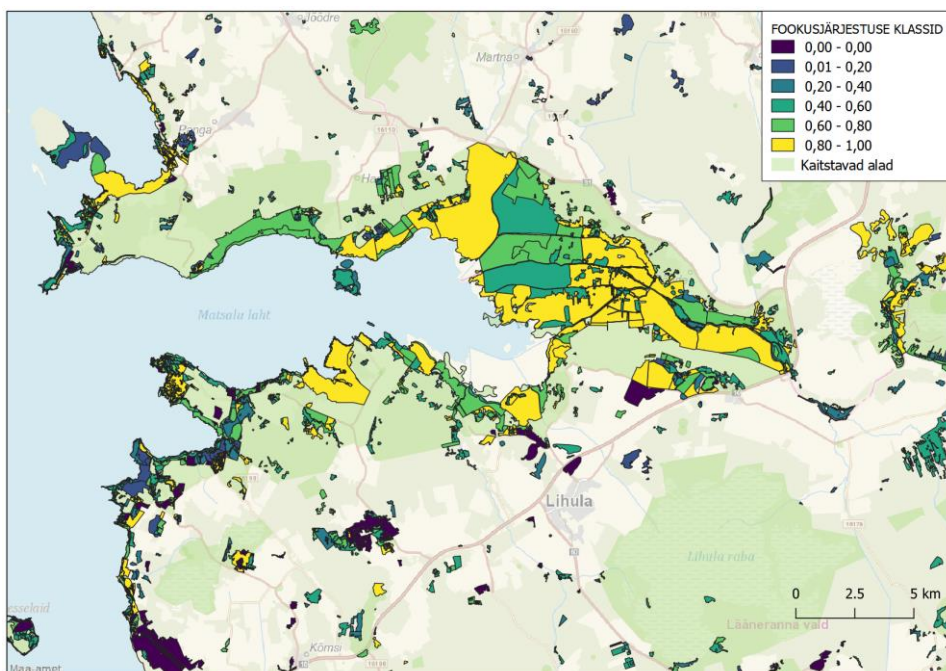 FOOKUSJÄRJESTUSE KLASSID
0,00 - 0,00
0,01 - 0,20
0,20 - 0,40
0,40 - 0,60
0,60 - 0,80
0,80 - 1,00
Kaitstavad alad
Martna
Matsalu laht
Lihula
Lihula raba
Lääneranna vald
Kõmsi
0 2.5 5 km